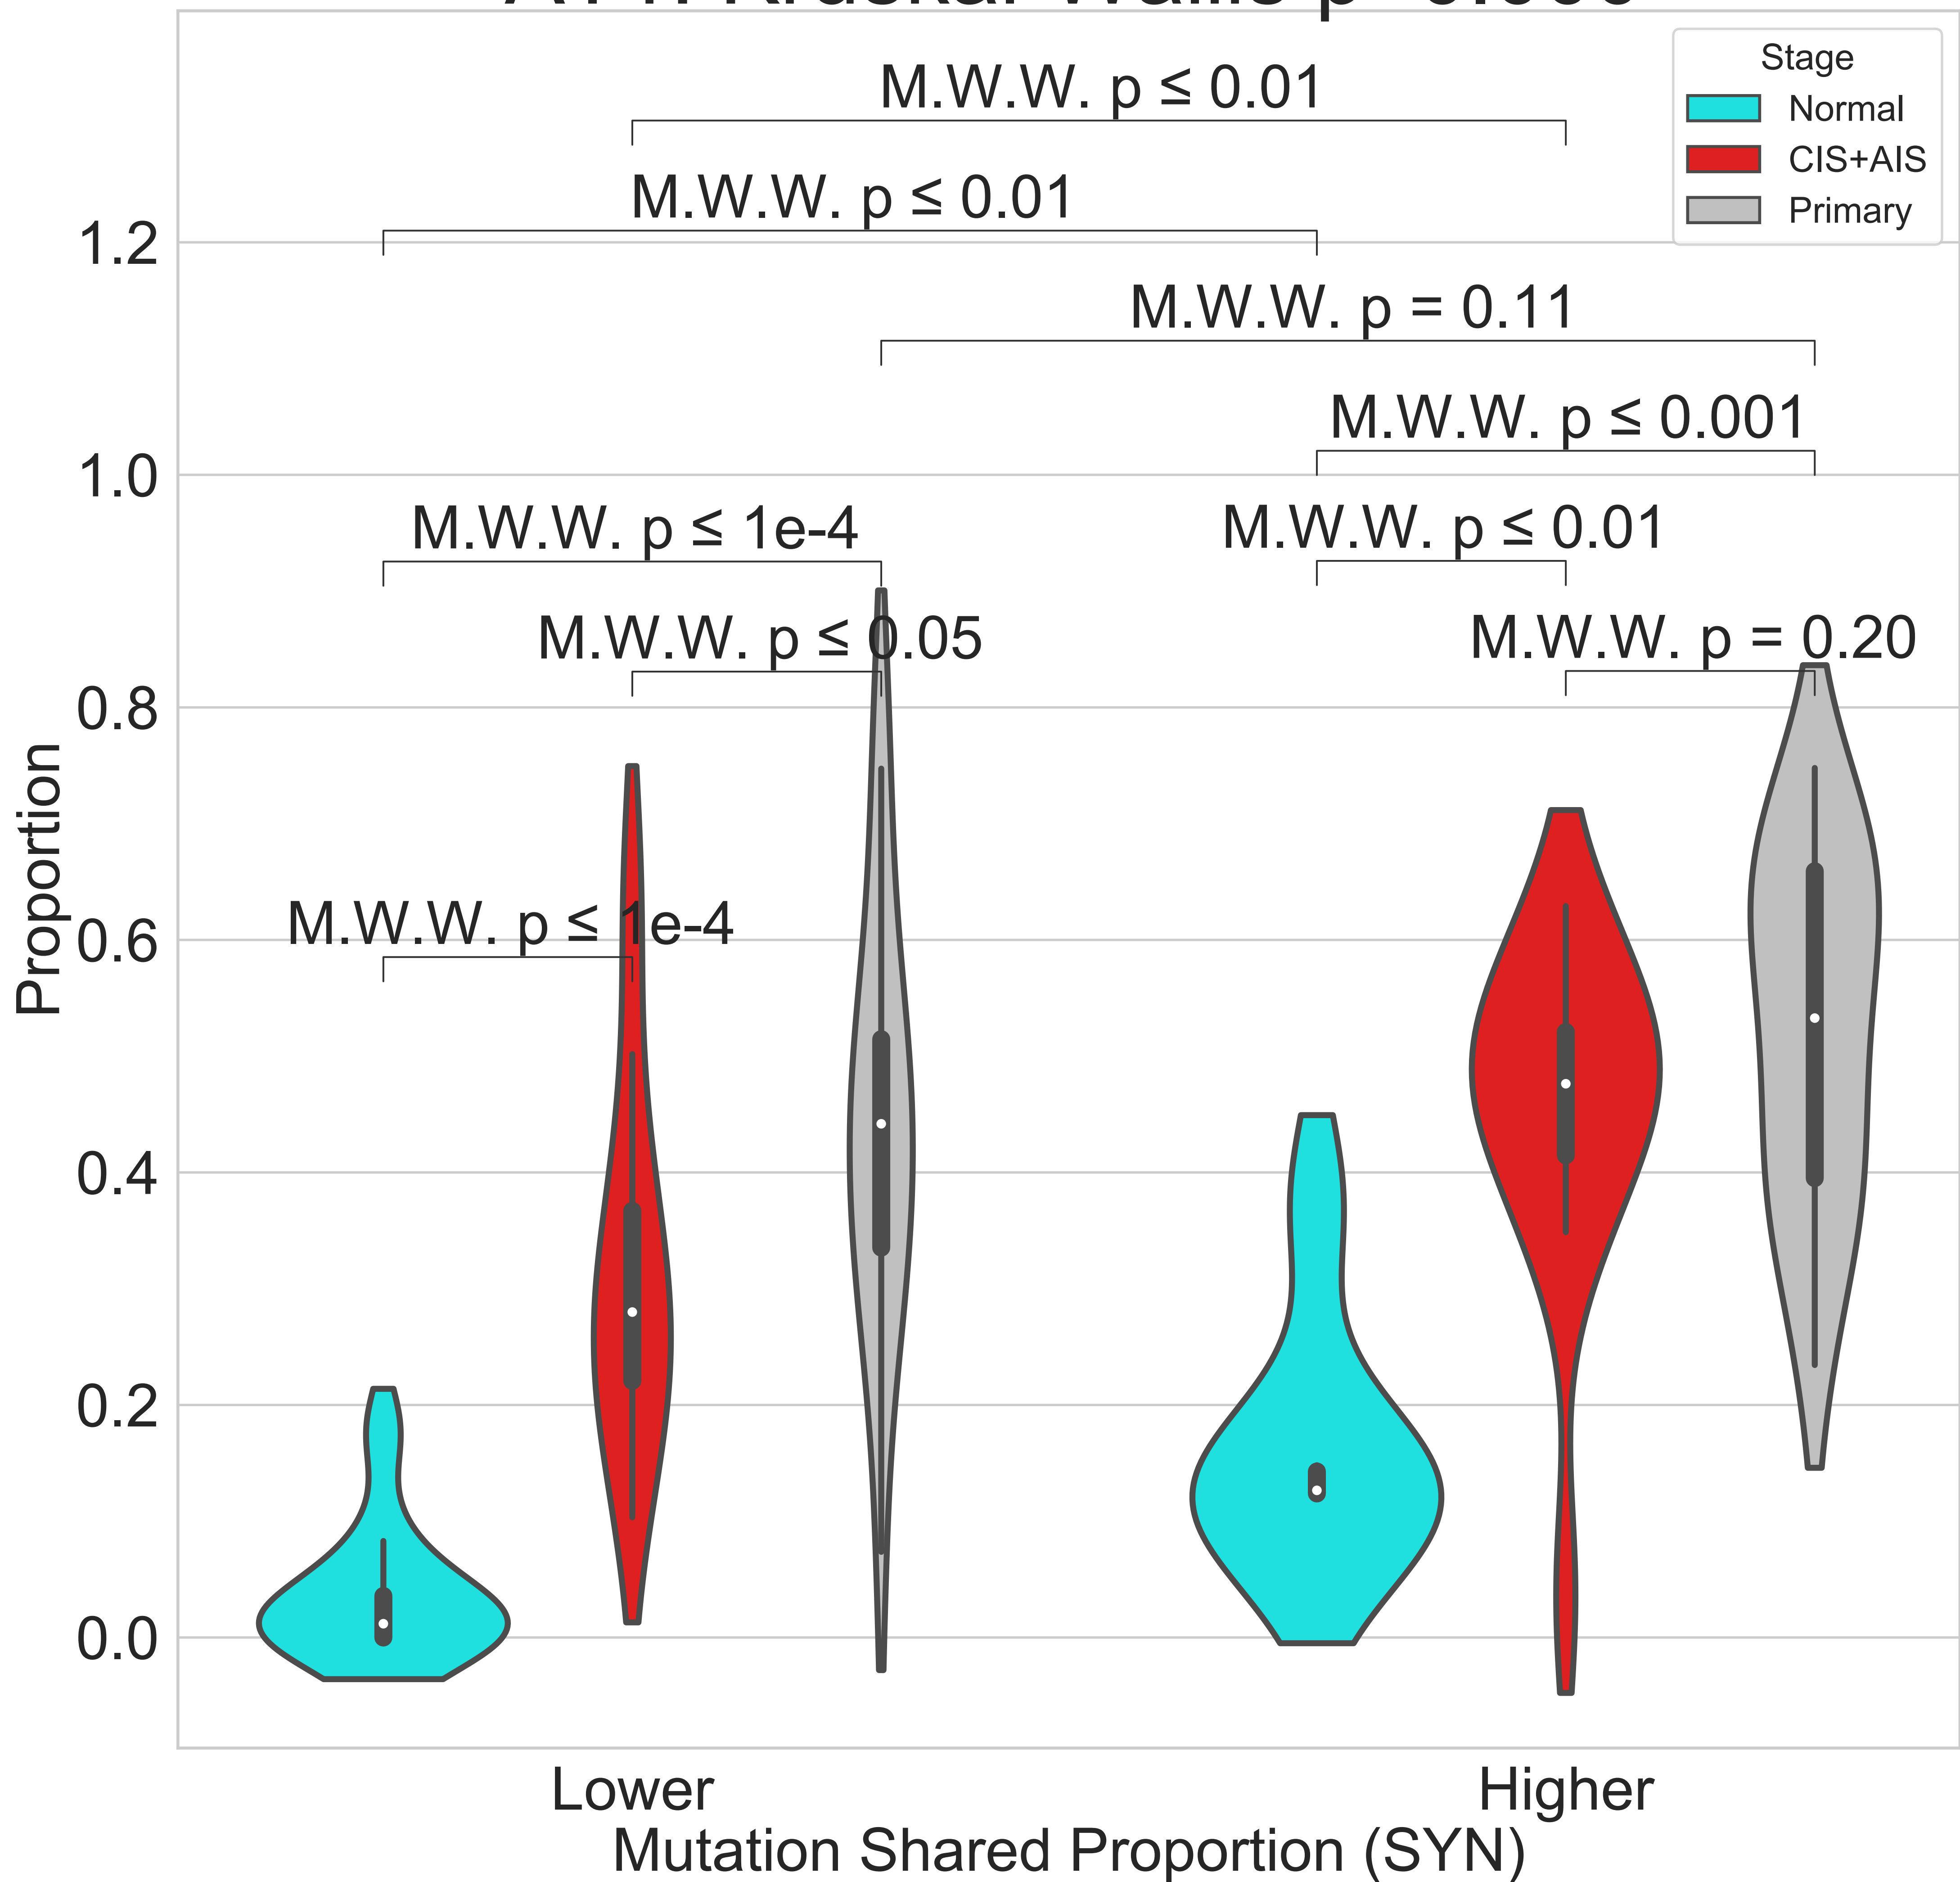 Stage
Normal
CIS+AIS
Primary
M.W.W. p ≤ 0.01
M.W.W. p ≤ 0.01
M.W.W. p = 0.11
M.W.W. p ≤ 0.001
M.W.W. p ≤ 1e-4
M.W.W. p ≤ 0.01
M.W.W. p ≤ 0.05
M.W.W. p = 0.20
M.W.W. p ≤ 1e-4
Proportion
1.2
1.0
0.8
0.6
0.4
0.2
0.0
Lower
Higher
Mutation Shared Proportion (SYN)